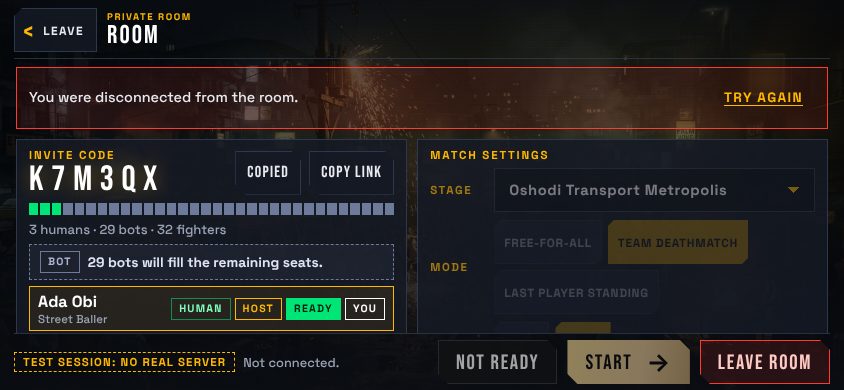 < LEAVE
PRIVATE ROOM
ROOM
You were disconnected from the room.
TRY AGAIN
INVITE CODE
K7M3QX
COPIED
COPY LINK
3 humans · 29 bots · 32 fighters
BOT 29 bots will fill the remaining seats.
Ada Obi
Street Baller
HUMAN HOST READY YOU
MATCH SETTINGS
STAGE Oshodi Transport Metropolis
MODE
FREE-FOR-ALL TEAM DEATHMATCH
LAST PLAYER STANDING
TEST SESSION: NO REAL SERVER Not connected.
NOT READY START → LEAVE ROOM